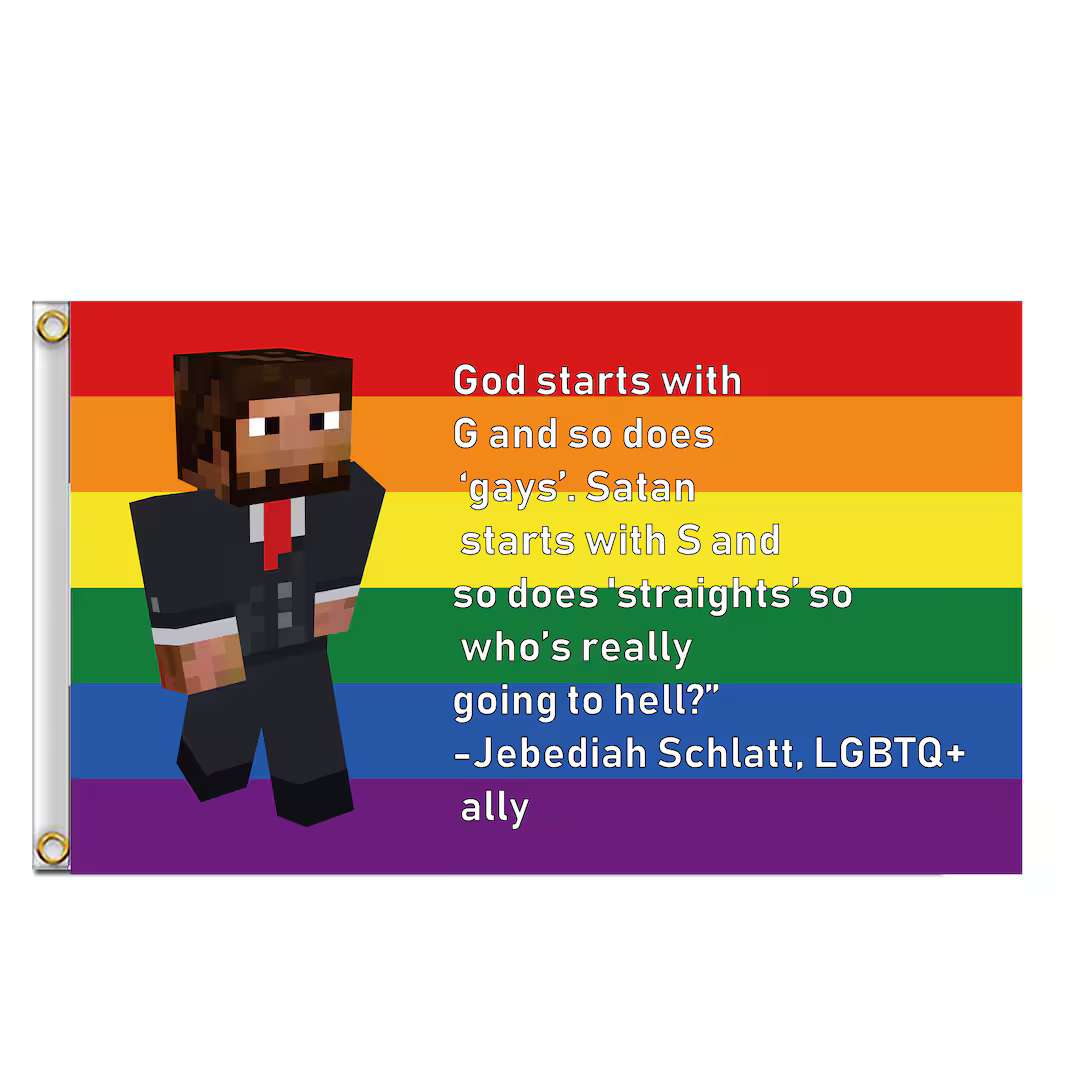 God starts with
G and so does
‘gays’. Satan
starts with S and
so does 'straights’ so
who’s really
going to hell?”
-Jebediah Schlatt, LGBTQ+
ally